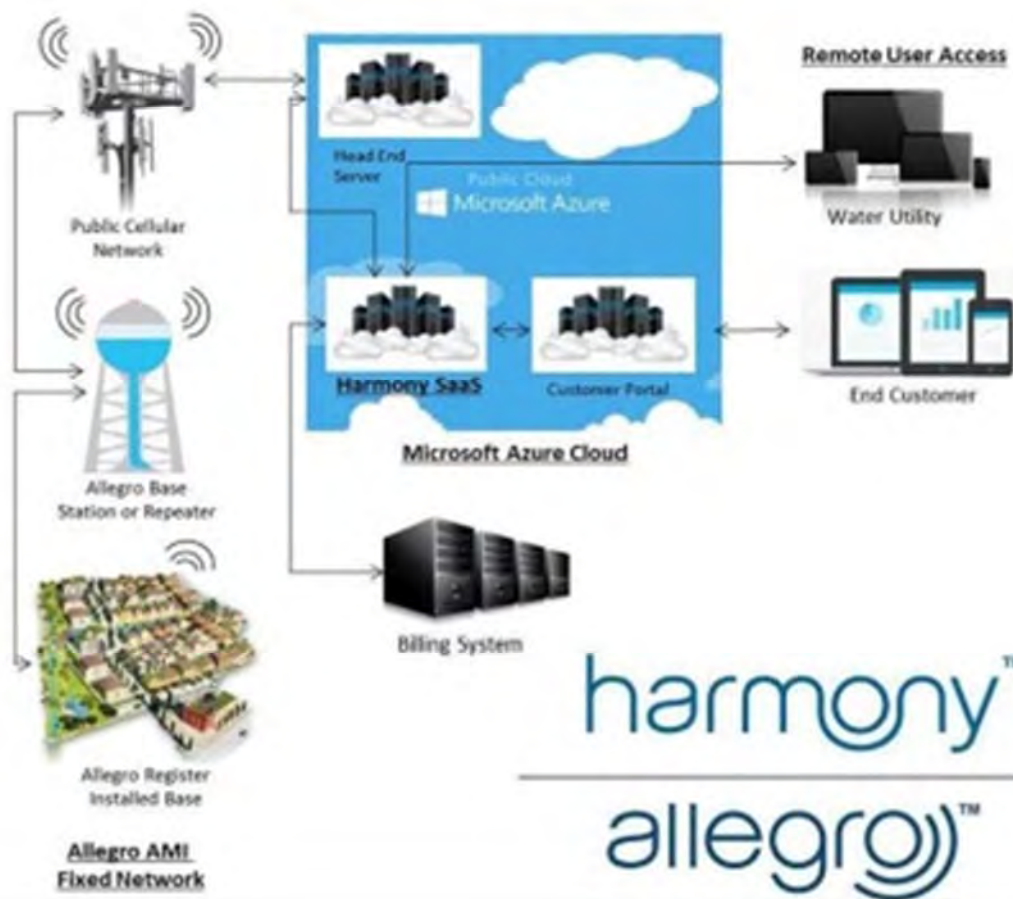 Public Cellular
Network
Allegro Base
Station or Repeater
Allegro Register
Installed Base
Allegro AMI
Fixed Network
Head End
Server
Public Cloud
Microsoft Azure
Harmony SaaS
Customer Portal
Microsoft Azure Cloud
Billing System
Remote User Access
Water Utility
End Customer
harmony™
allegro™